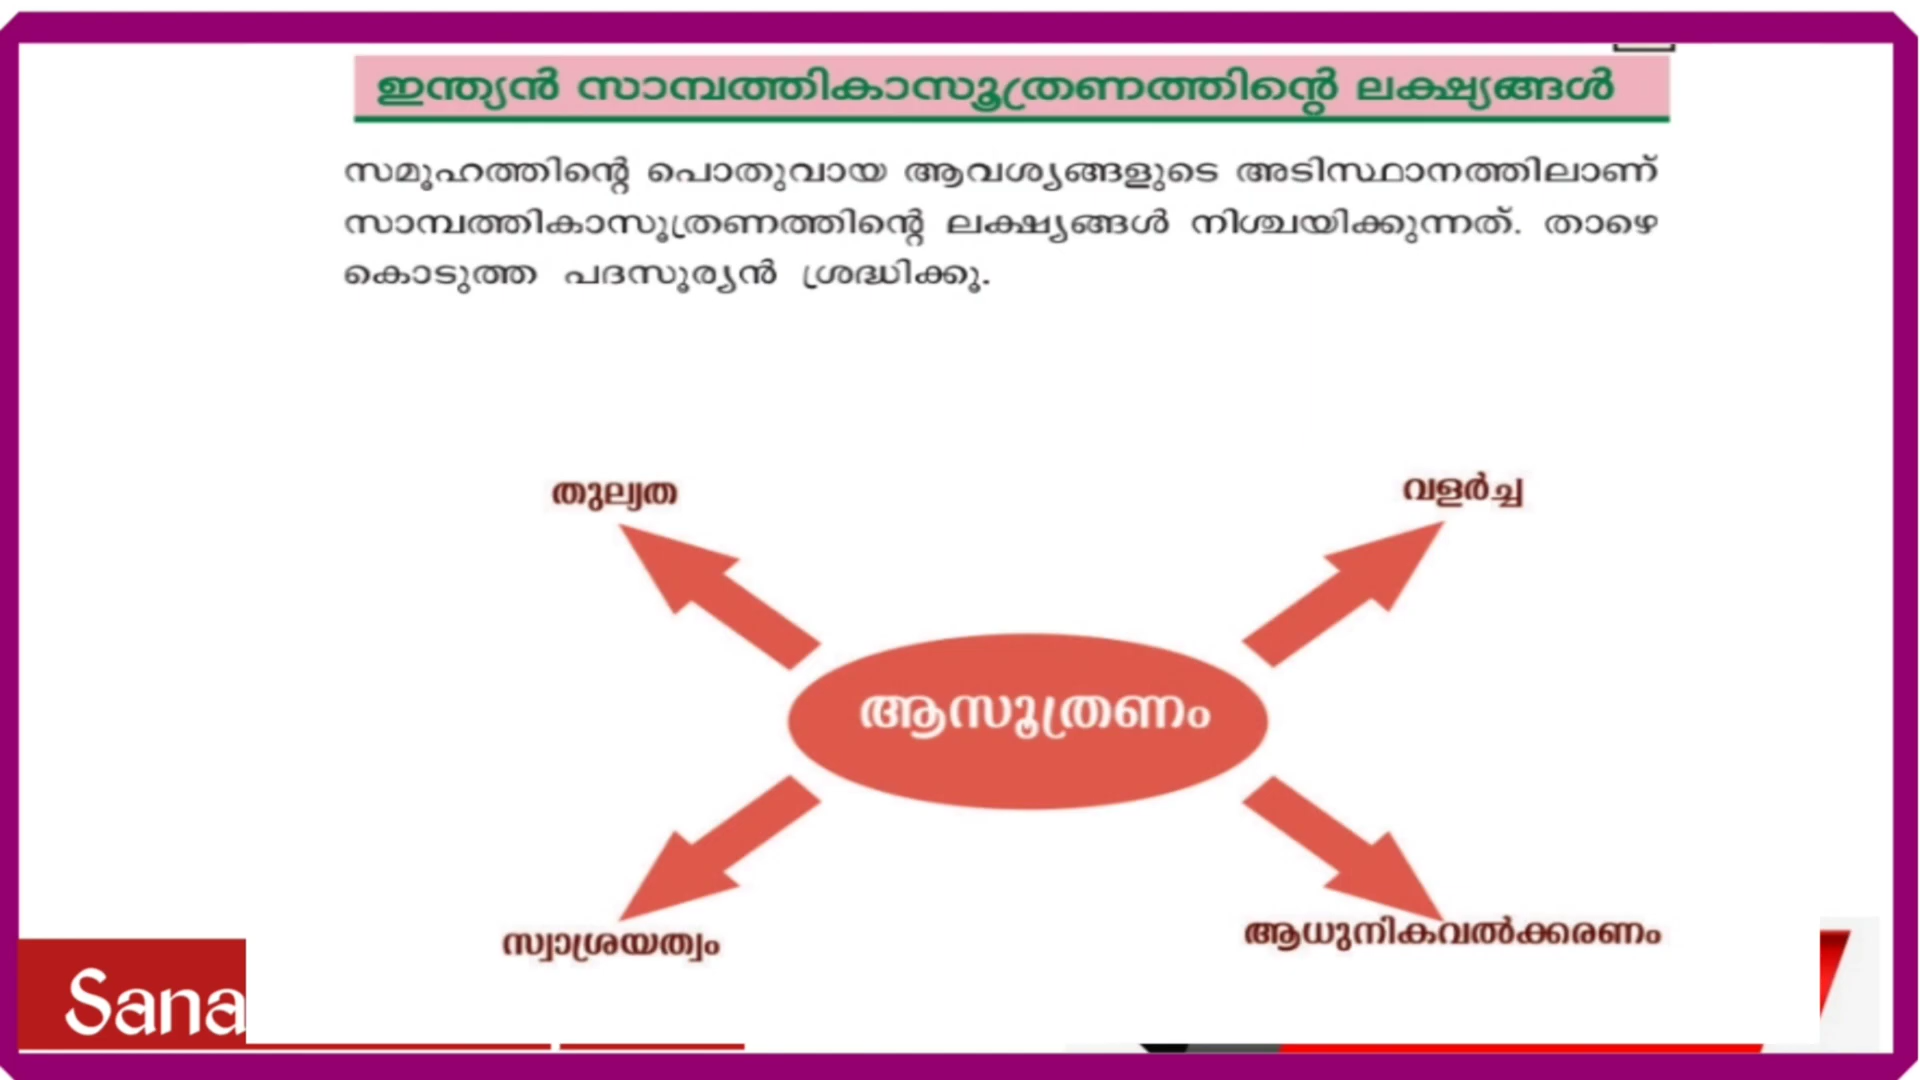 ഇന്ത്യൻ സാമ്പത്തികാസൂത്രണത്തിന്റെ ലക്ഷ്യങ്ങൾ
സമൂഹത്തിന്റെ പൊതുവായ ആവശ്യങ്ങളുടെ അടിസ്ഥാനത്തിലാണ്
സാമ്പത്തികാസൂത്രണത്തിന്റെ ലക്ഷ്യങ്ങൾ നിശ്ചയിക്കുന്നത്. താഴെ
കൊടുത്ത പദസൂര്യൻ ശ്രദ്ധിക്കൂ.
തുല്യത
വളർച്ച
ആസൂത്രണം
സ്വാശ്രയത്വം
ആധുനികവൽക്കരണം
Sana